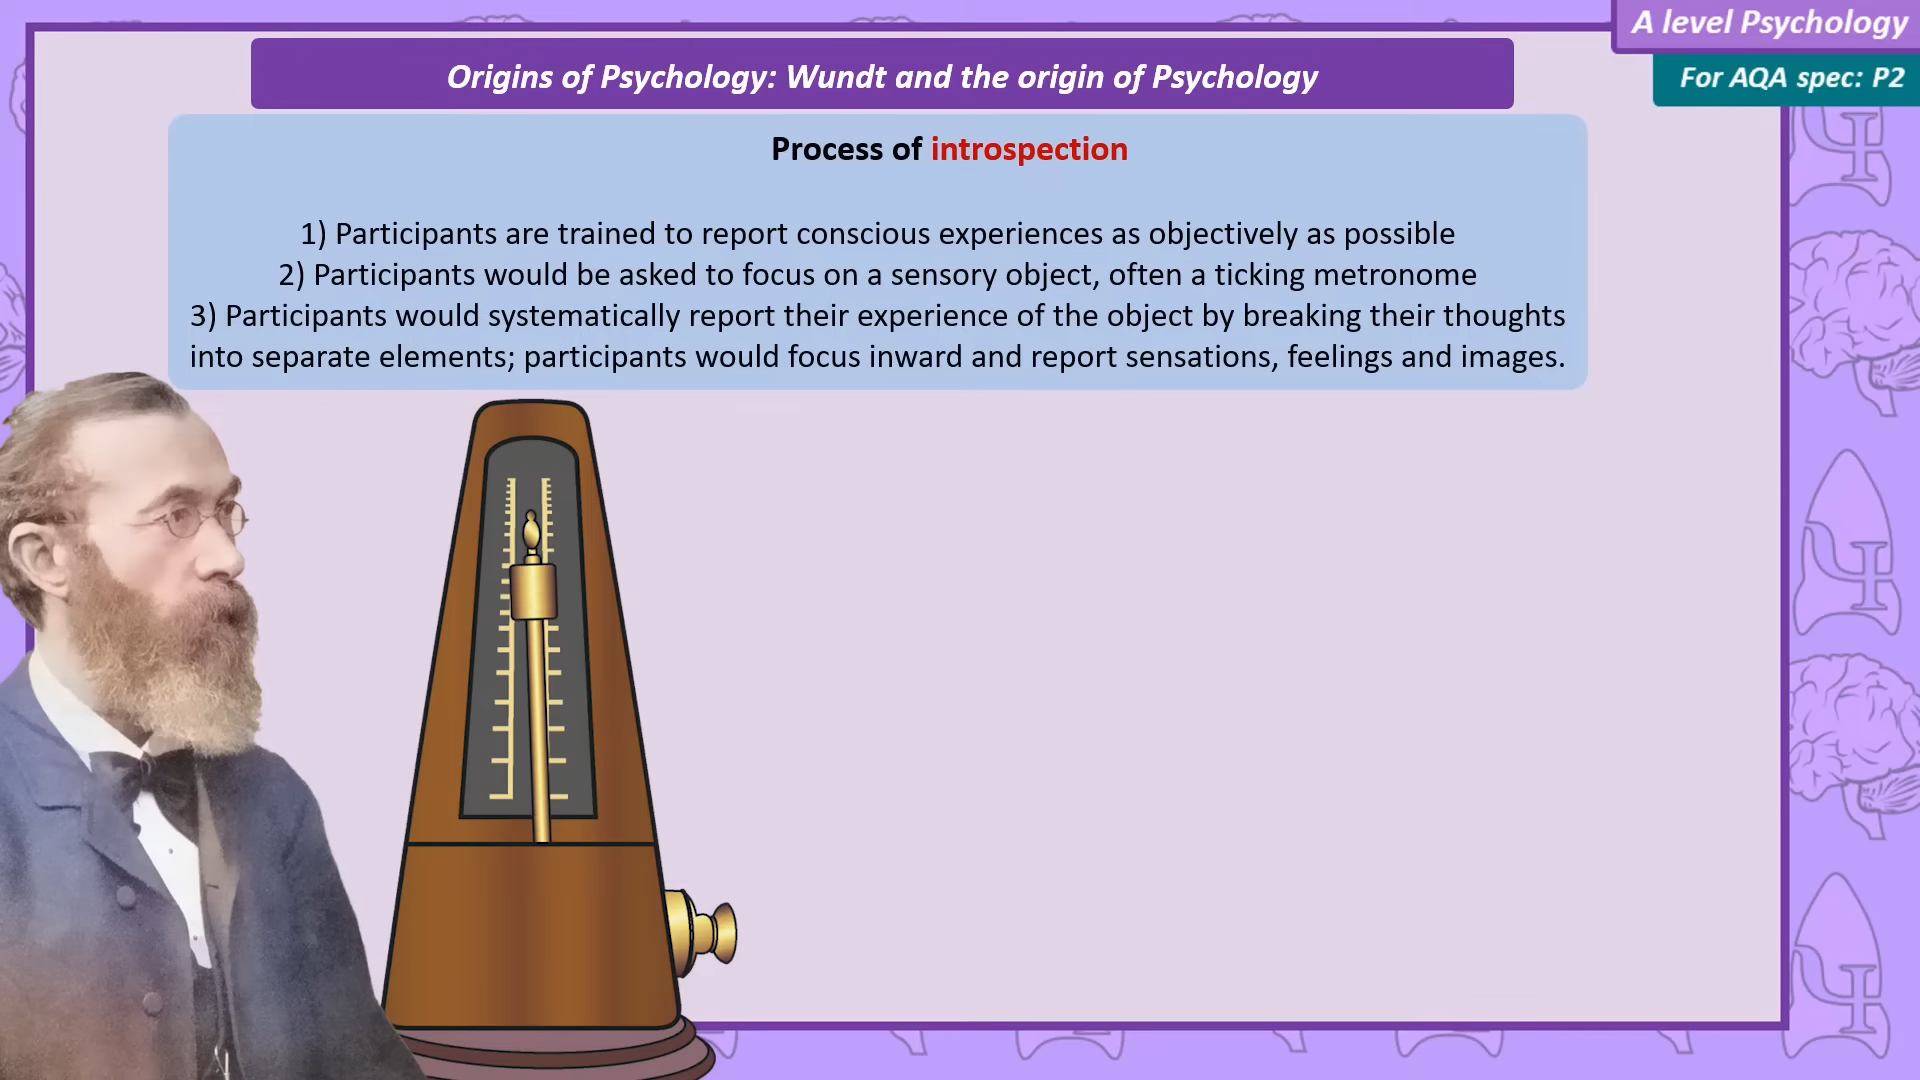 A level Psychology
For AQA spec: P2
Origins of Psychology: Wundt and the origin of Psychology
Process of introspection
1) Participants are trained to report conscious experiences as objectively as possible
2) Participants would be asked to focus on a sensory object, often a ticking metronome
3) Participants would systematically report their experience of the object by breaking their thoughts
into separate elements; participants would focus inward and report sensations, feelings and images.